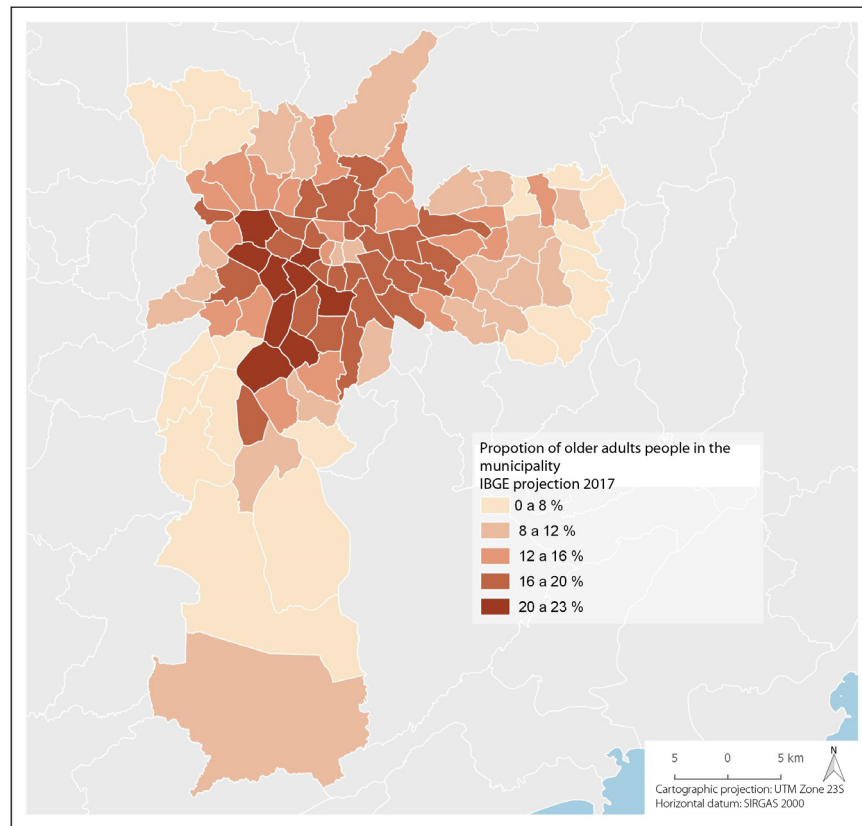 Propotion of older adults people in the
municipality
IBGE projection 2017
0 a 8 %
8 a 12 %
12 a 16 %
16 a 20 %
20 a 23 %
N
5 0 5 km
Cartographic projection: UTM Zone 23S
Horizontal datum: SIRGAS 2000